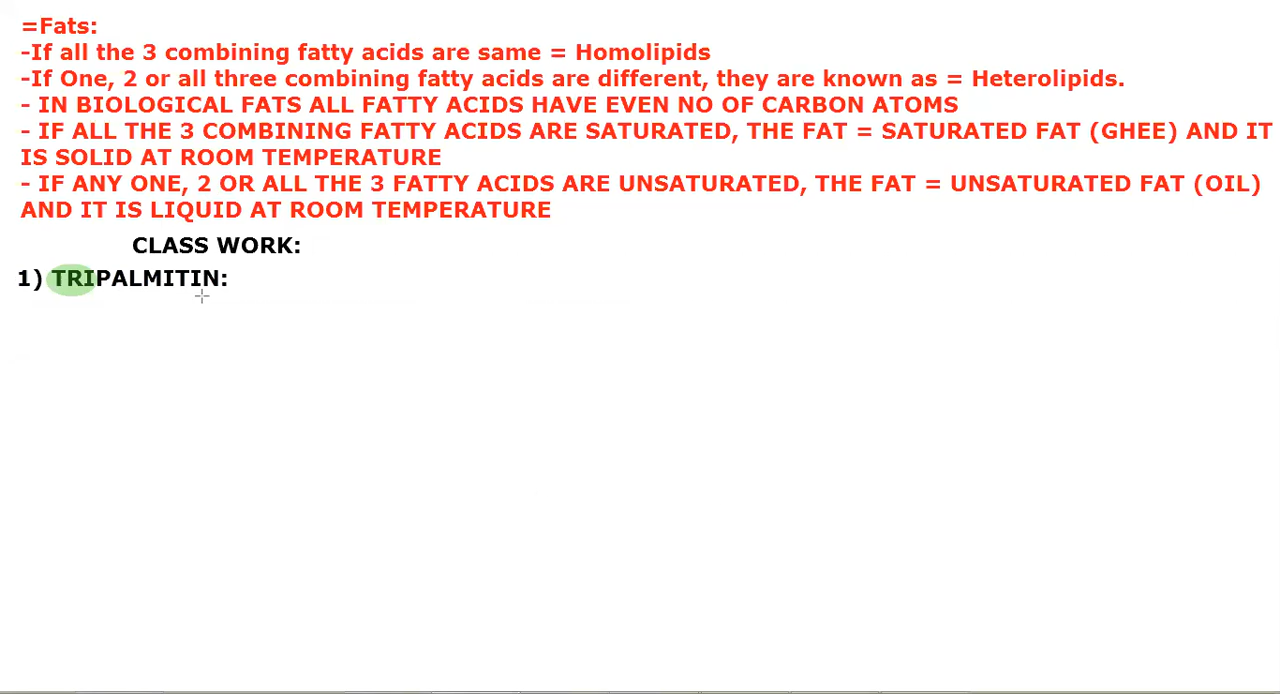 =Fats:
-If all the 3 combining fatty acids are same = Homolipids
-If One, 2 or all three combining fatty acids are different, they are known as = Heterolipids.
- IN BIOLOGICAL FATS ALL FATTY ACIDS HAVE EVEN NO OF CARBON ATOMS
- IF ALL THE 3 COMBINING FATTY ACIDS ARE SATURATED, THE FAT = SATURATED FAT (GHEE) AND IT
IS SOLID AT ROOM TEMPERATURE
- IF ANY ONE, 2 OR ALL THE 3 FATTY ACIDS ARE UNSATURATED, THE FAT = UNSATURATED FAT (OIL)
AND IT IS LIQUID AT ROOM TEMPERATURE
CLASS WORK:
1) TRIPALMITIN: